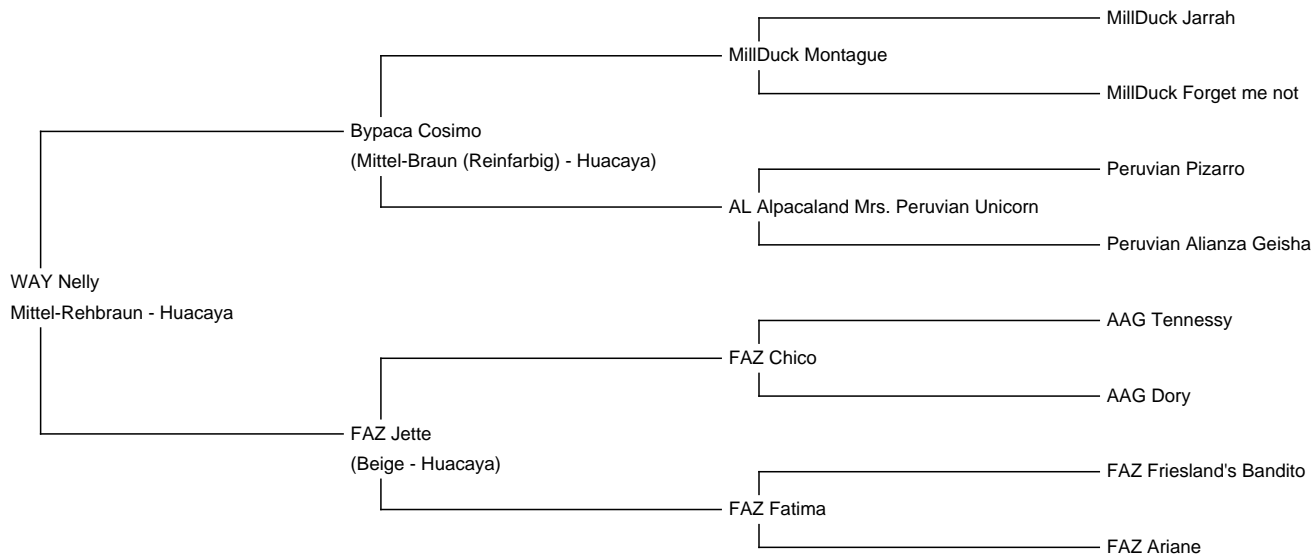 MillDuck Jarrah
MillDuck Montague
MillDuck Forget me not
Bypaca Cosimo
(Mittel-Braun (Reinfarbig) - Huacaya)
Peruvian Pizarro
AL Alpacaland Mrs. Peruvian Unicorn
Peruvian Alianza Geisha
WAY Nelly
Mittel-Rehbraun - Huacaya
AAG Tennessy
FAZ Chico
AAG Dory
FAZ Jette
(Beige - Huacaya)
FAZ Friesland's Bandito
FAZ Fatima
FAZ Ariane